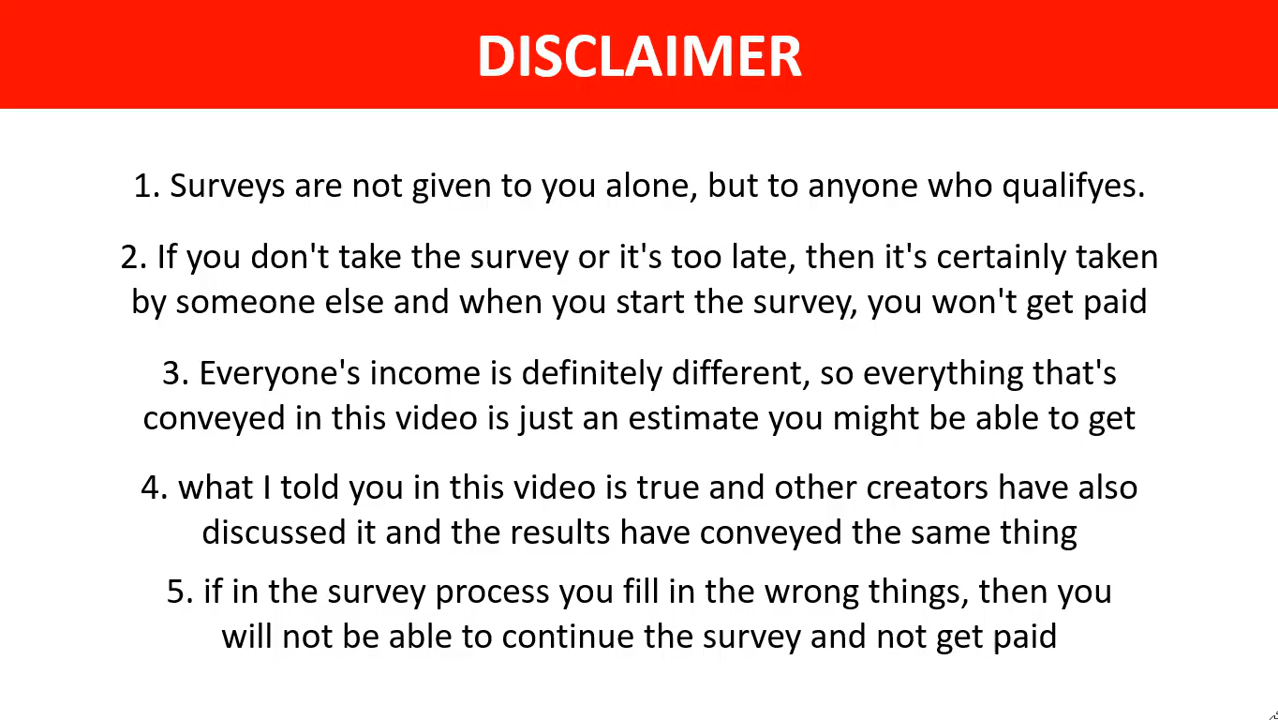 DISCLAIMER
1. Surveys are not given to you alone, but to anyone who qualifyes.
2. If you don't take the survey or it's too late, then it's certainly taken
by someone else and when you start the survey, you won't get paid
3. Everyone's income is definitely different, so everything that's
conveyed in this video is just an estimate you might be able to get
4. what I told you in this video is true and other creators have also
discussed it and the results have conveyed the same thing
5. if in the survey process you fill in the wrong things, then you
will not be able to continue the survey and not get paid